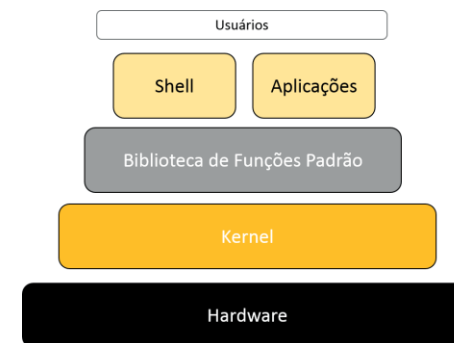 Usuários
Shell
Aplicações
Biblioteca de Funções Padrão
Kernel
Hardware